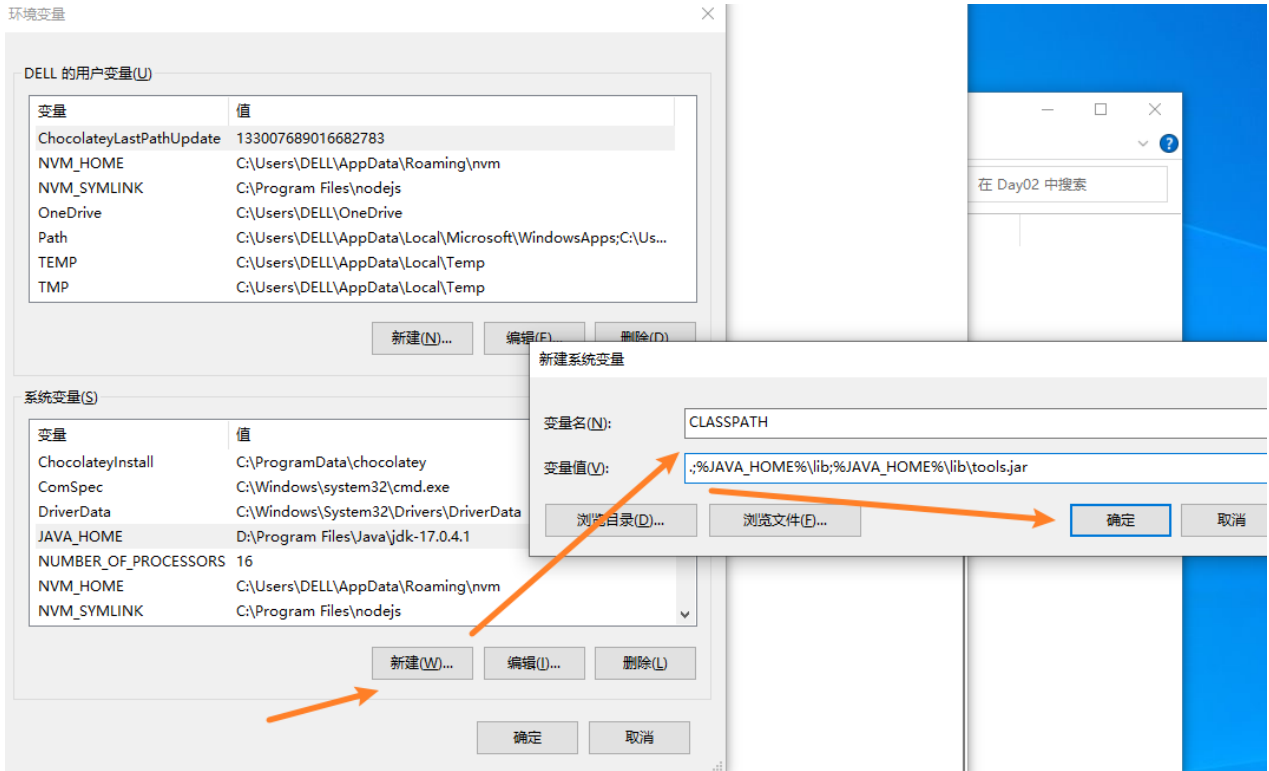 环境变量
DELL 的用户变量(U)
变量 值
ChocolateyLastPathUpdate 133007689016682783
NVM_HOME C:\Users\DELL\AppData\Roaming\nvm
NVM_SYMLINK C:\Program Files\nodejs
OneDrive C:\Users\DELL\OneDrive
Path C:\Users\DELL\AppData\Local\Microsoft\WindowsApps;C:\Us...
TEMP C:\Users\DELL\AppData\Local\Temp
TMP C:\Users\DELL\AppData\Local\Temp
新建(N)... 编辑(E)... 删除(D)
系统变量(S)
变量 值
ChocolateyInstall C:\ProgramData\chocolatey
ComSpec C:\Windows\system32\cmd.exe
DriverData C:\Windows\System32\Drivers\DriverData
JAVA_HOME D:\Program Files\Java\jdk-17.0.4.1
NUMBER_OF_PROCESSORS 16
NVM_HOME C:\Users\DELL\AppData\Roaming\nvm
NVM_SYMLINK C:\Program Files\nodejs
新建(W)... 编辑(I)... 删除(L)
确定 取消
新建系统变量
变量名(N): CLASSPATH
变量值(V): .;%JAVA_HOME%\lib;%JAVA_HOME%\lib\tools.jar
浏览目录(D)... 浏览文件(F)... 确定 取消
?
在 Day02 中搜索